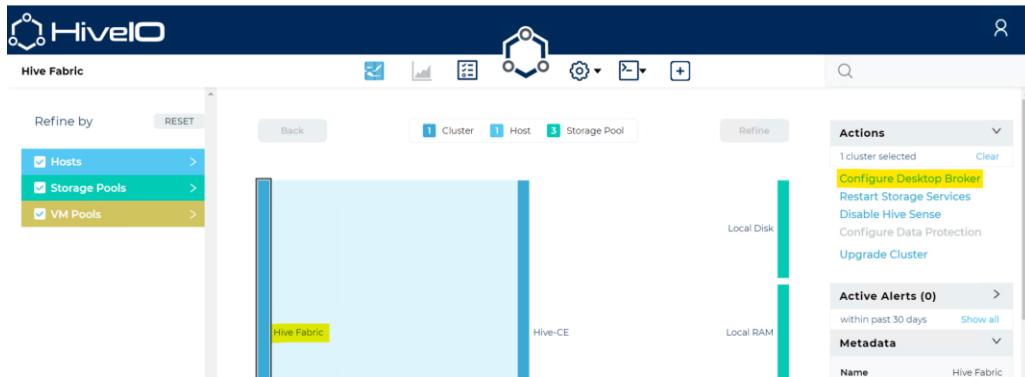 HiveIO
Hive Fabric
Refine by
RESET
Hosts
Storage Pools
VM Pools
Back
1 Cluster 1 Host 3 Storage Pool
Refine
Hive Fabric
Hive-CE
Local Disk
Local RAM
Actions
1 cluster selected Clear
Configure Desktop Broker
Restart Storage Services
Disable Hive Sense
Configure Data Protection
Upgrade Cluster
Active Alerts (0)
within past 30 days Show all
Metadata
Name Hive Fabric